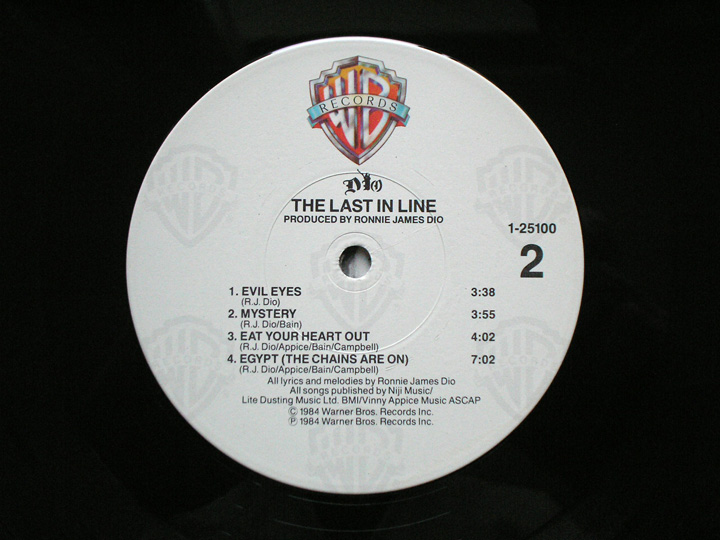 WB
RECORDS
DIO
THE LAST IN LINE
PRODUCED BY RONNIE JAMES DIO
1-25100
2
1. EVIL EYES 3:38
(R.J. Dio)
2. MYSTERY 3:55
(R.J. Dio/Bain)
3. EAT YOUR HEART OUT 4:02
(R.J. Dio/Appice/Bain/Campbell)
4. EGYPT (THE CHAINS ARE ON) 7:02
(R.J. Dio/Appice/Bain/Campbell)
All lyrics and melodies by Ronnie James Dio
All songs published by Niji Music/
Lite Dusting Music Ltd. BMI/Vinny Appice Music ASCAP
Ⓒ 1984 Warner Bros. Records Inc.
Ⓟ 1984 Warner Bros. Records Inc.